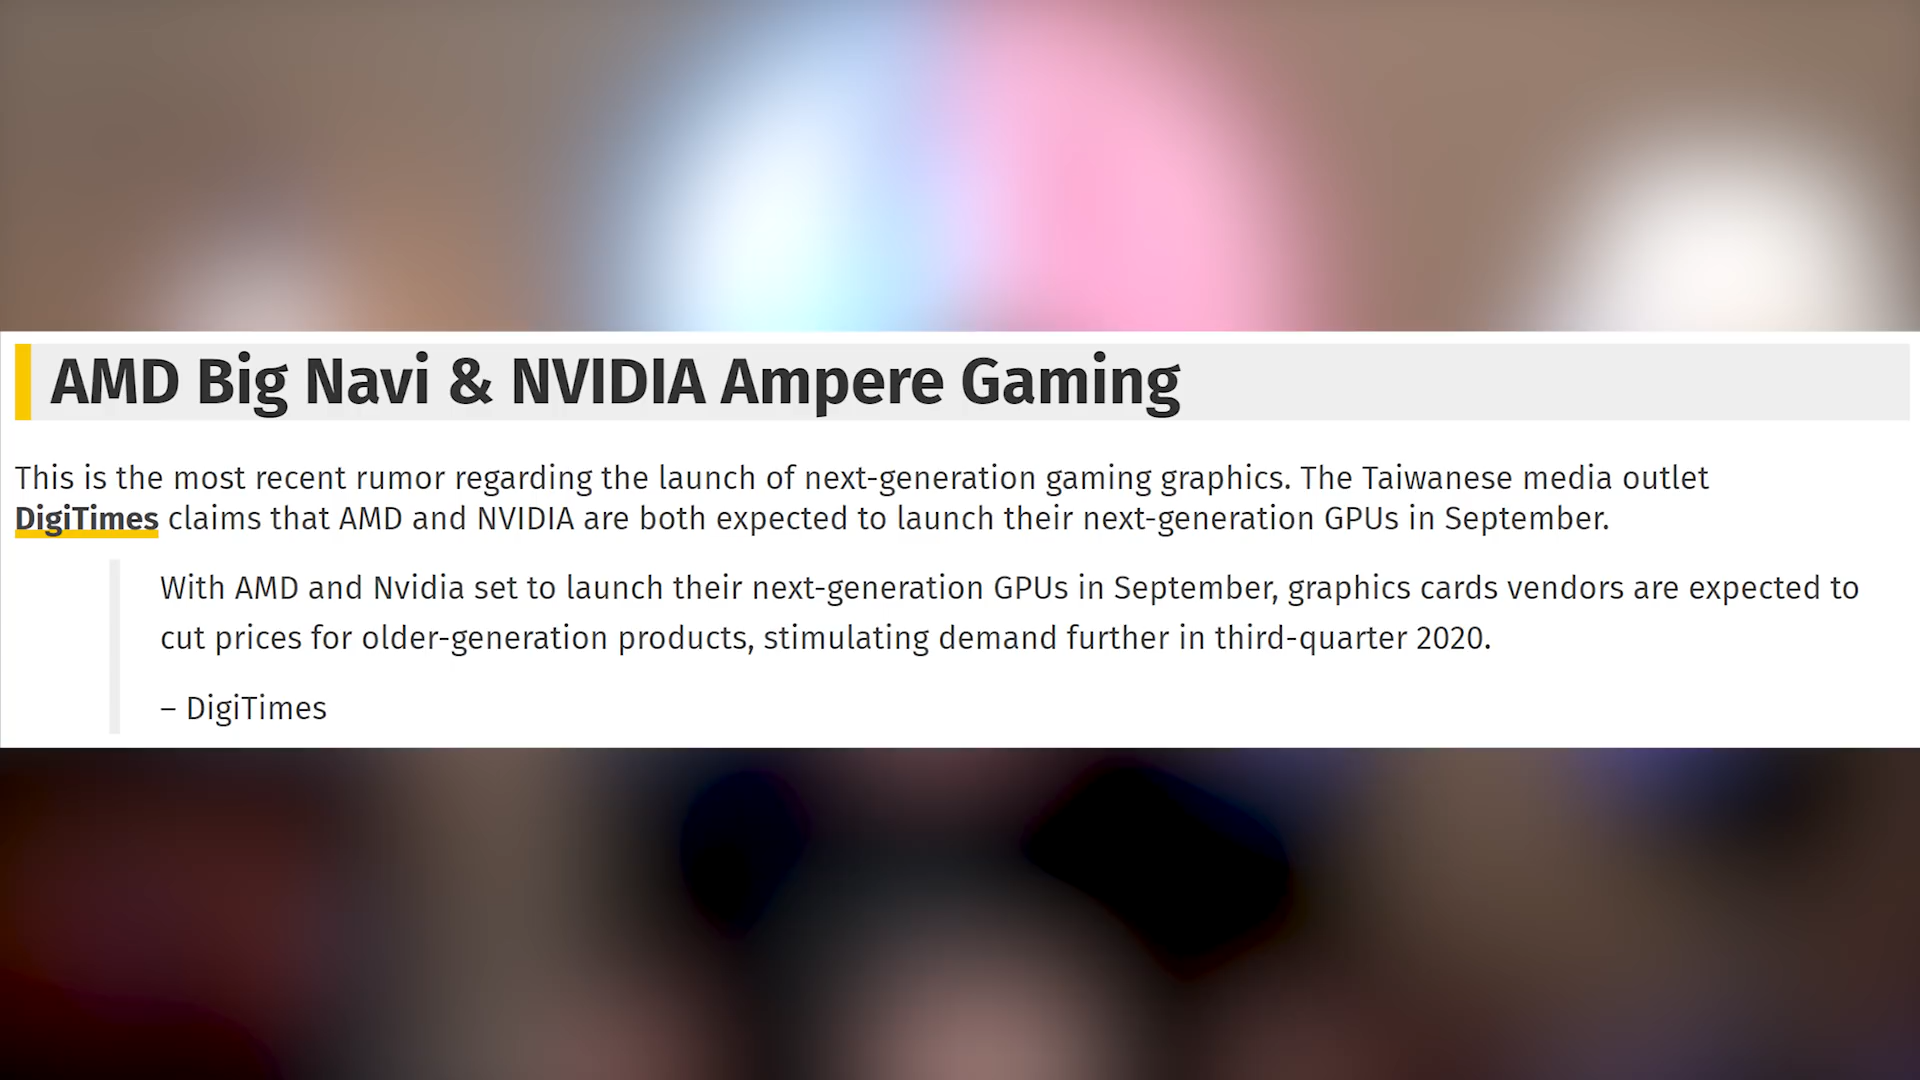 AMD Big Navi & NVIDIA Ampere Gaming
This is the most recent rumor regarding the launch of next-generation gaming graphics. The Taiwanese media outlet
DigiTimes claims that AMD and NVIDIA are both expected to launch their next-generation GPUs in September.
With AMD and Nvidia set to launch their next-generation GPUs in September, graphics cards vendors are expected to
cut prices for older-generation products, stimulating demand further in third-quarter 2020.
– DigiTimes